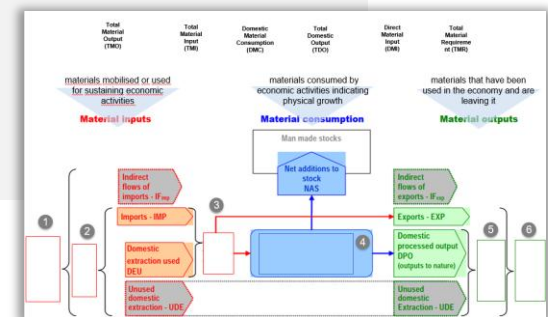 Total
Material
Output
(TMO)
Total
Material
Input
(TMI)
Domestic
Material
Consumption
(DMC)
Total
Domestic
Output
(TDO)
Direct
Material
Input
(DMI)
Total
Material
Requireme
nt (TMR)
materials mobilised or used
for sustaining economic
activities
Material inputs
materials consumed by
economic activities indicating
physical growth
Material consumption
materials that have been
used in the economy and are
leaving it
Material outputs
Man made stocks
Net additions to
stock
NAS
Indirect
flows of
imports - IFimp
Imports - IMP
Domestic
extraction used
DEU
Unused
domestic
extraction - UDE
Indirect
flows of
exports - IFexp
Exports - EXP
Domestic
processed output
DPO
(outputs to nature)
Unused
Domestic
Extraction - UDE
1
2
3
4
5
6